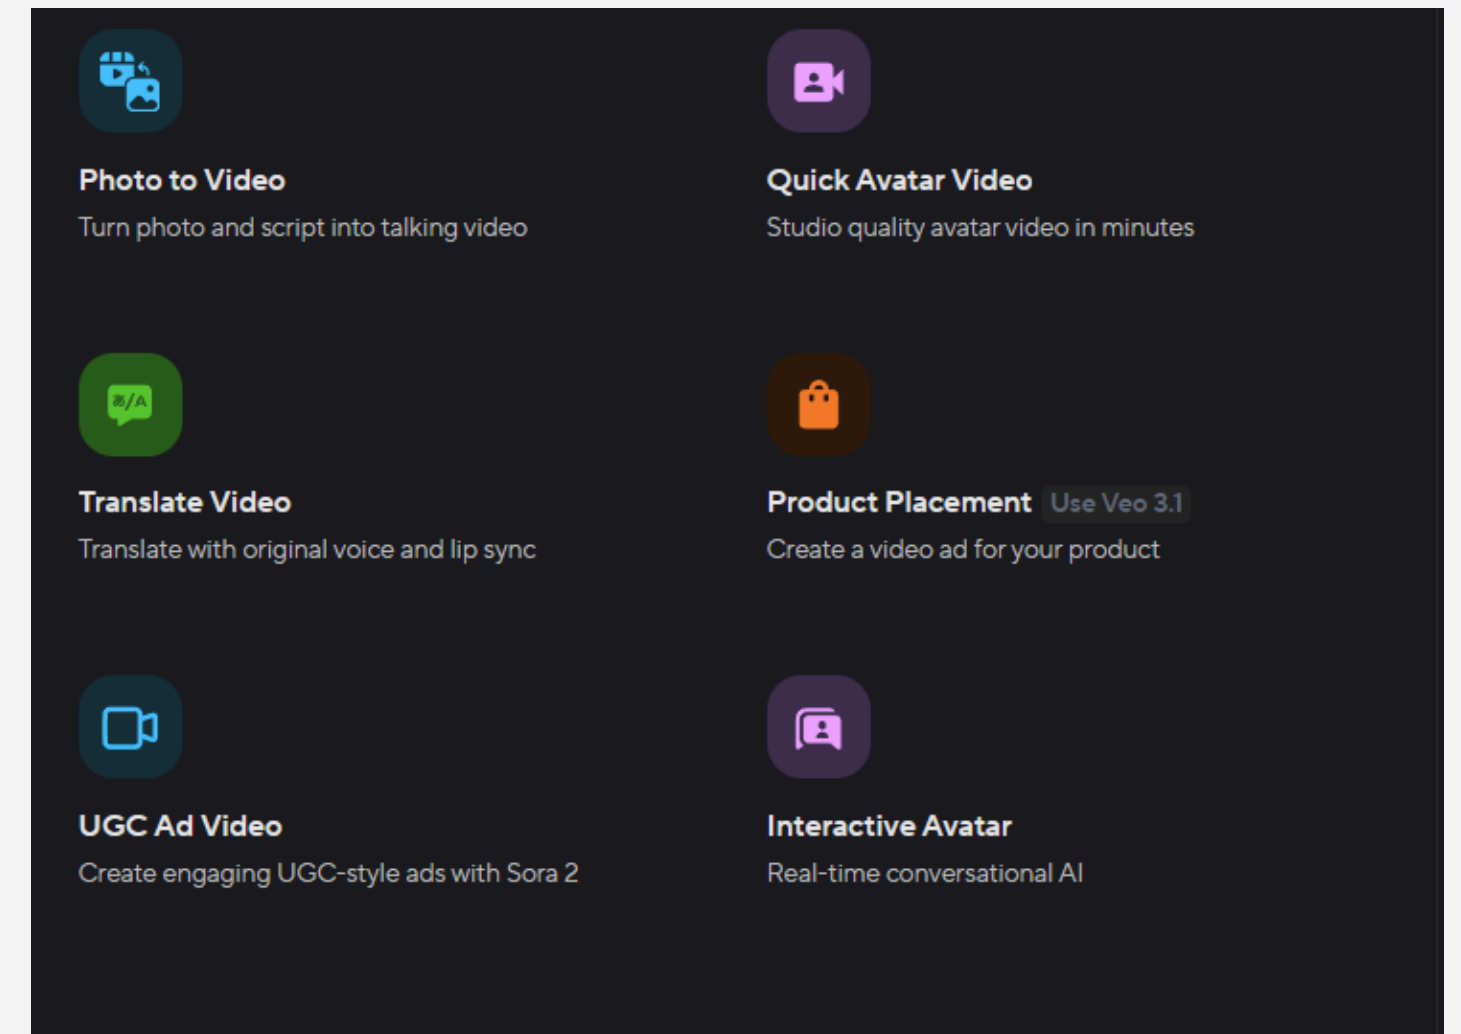 Photo to Video
Turn photo and script into talking video
Quick Avatar Video
Studio quality avatar video in minutes
あ/A
Translate Video
Translate with original voice and lip sync
Product Placement Use Veo 3.1
Create a video ad for your product
UGC Ad Video
Create engaging UGC-style ads with Sora 2
Interactive Avatar
Real-time conversational AI